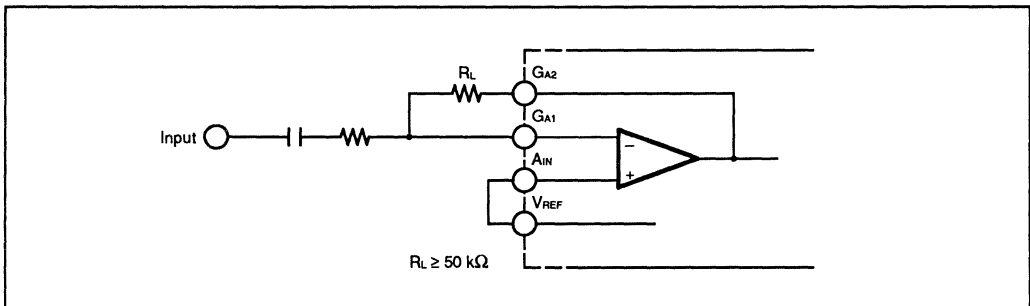 RL
GA2
GA1
Input
−
AIN
+
VREF
RL ≥ 50 kΩ